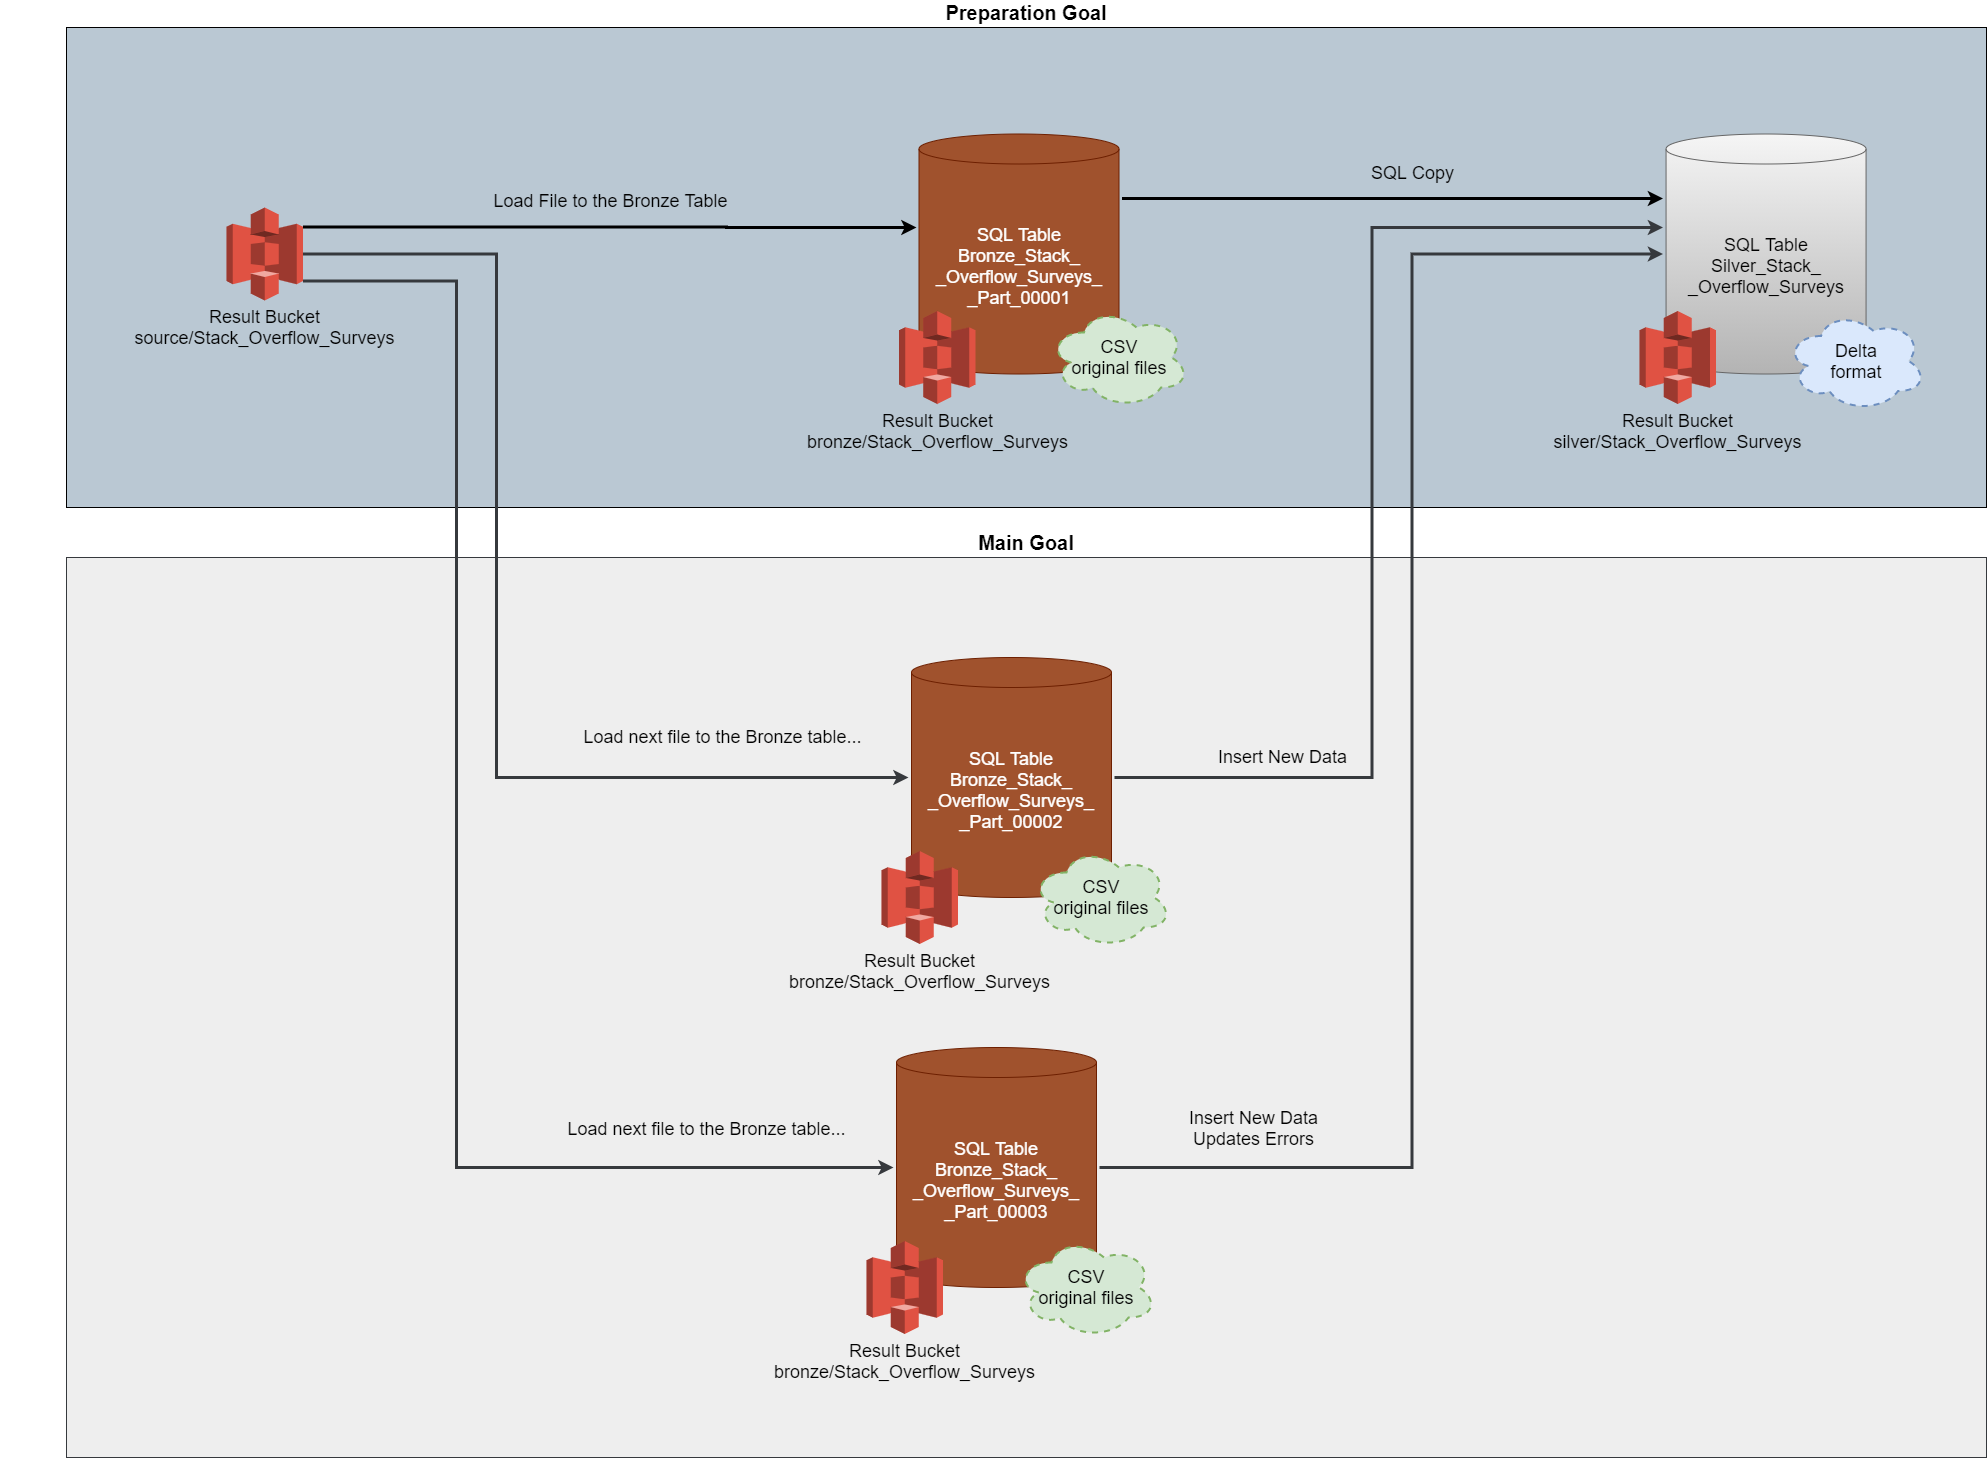 Preparation Goal
Load File to the Bronze Table
SQL Copy
Result Bucket
source/Stack_Overflow_Surveys
SQL Table
Bronze_Stack_
_Overflow_Surveys_
_Part_00001
CSV
original files
Result Bucket
bronze/Stack_Overflow_Surveys
SQL Table
Silver_Stack_
_Overflow_Surveys
Delta
format
Result Bucket
silver/Stack_Overflow_Surveys
Main Goal
Load next file to the Bronze table...
SQL Table
Bronze_Stack_
_Overflow_Surveys_
_Part_00002
Insert New Data
CSV
original files
Result Bucket
bronze/Stack_Overflow_Surveys
Load next file to the Bronze table...
SQL Table
Bronze_Stack_
_Overflow_Surveys_
_Part_00003
Insert New Data
Updates Errors
CSV
original files
Result Bucket
bronze/Stack_Overflow_Surveys